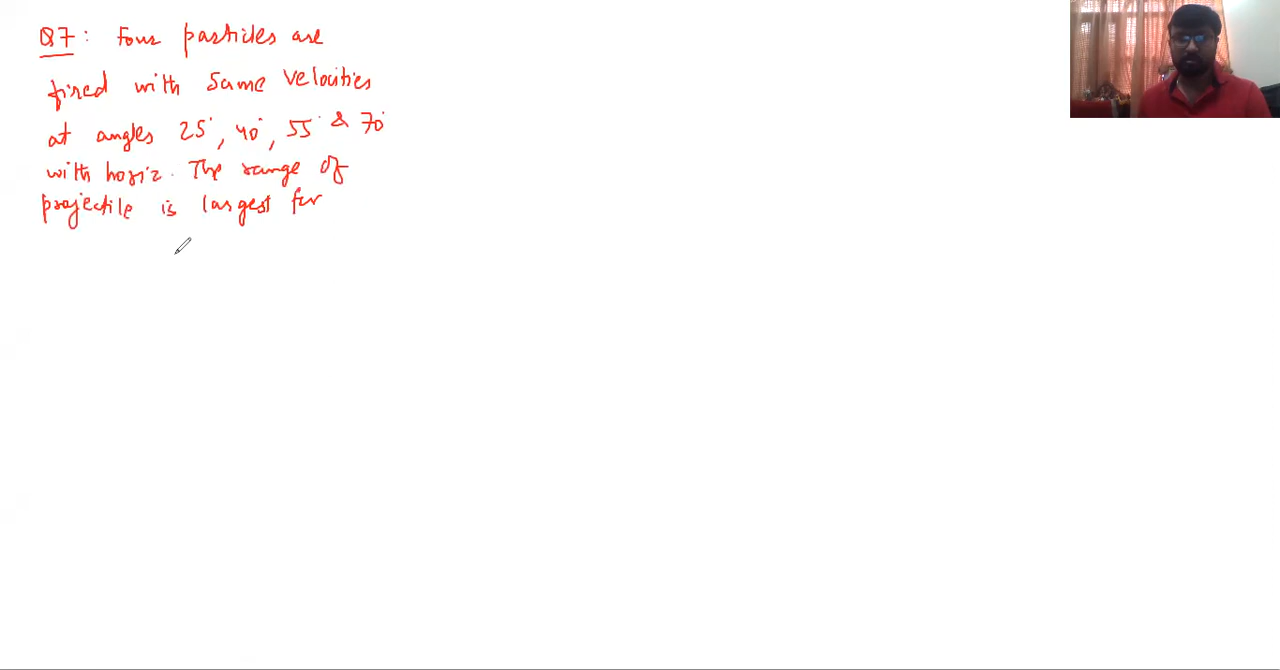 Q7: Four particles are
fired with same velocities
at angles 25°, 40°, 55° & 70°
with horiz. The range of
projectile is largest for